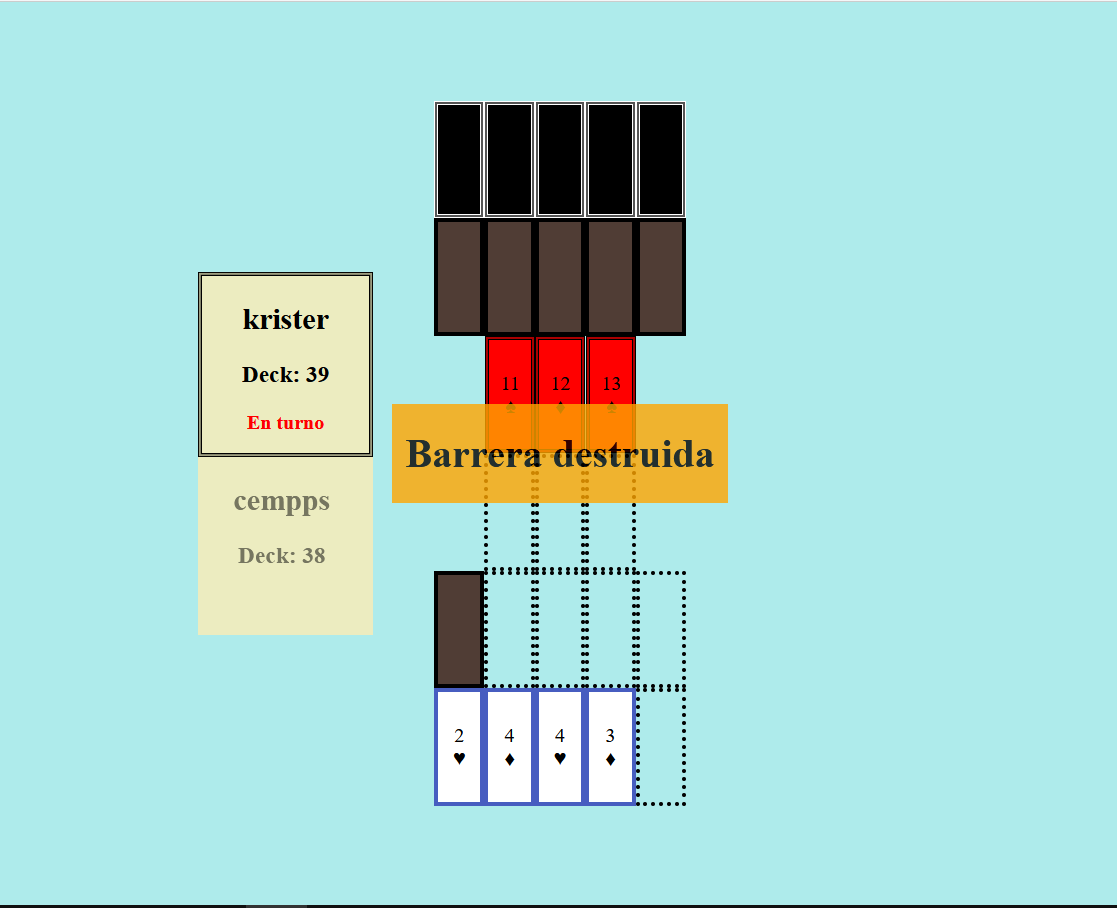 krister
Deck: 39
En turno
cempps
Deck: 38
11 12 13
♠ ♦ ♠
Barrera destruida
2 4 4 3
♥ ♦ ♥ ♦